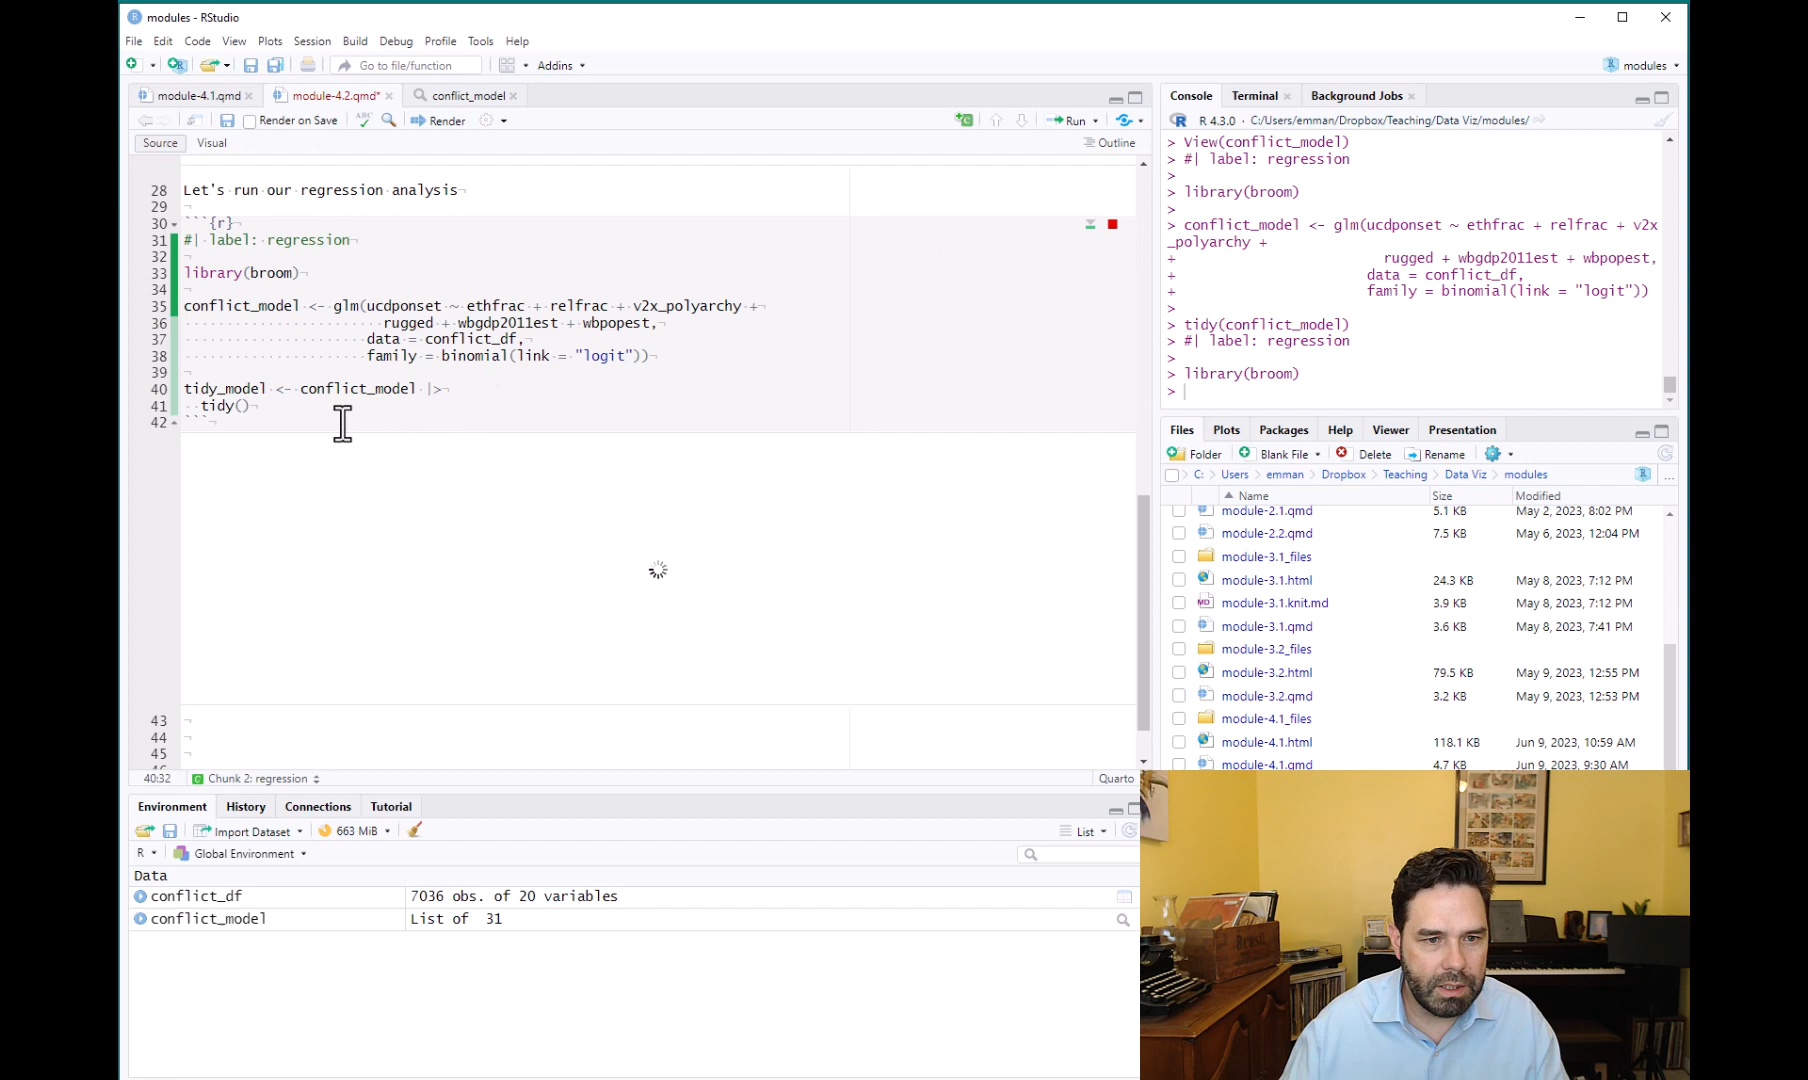 modules - RStudio
File Edit Code View Plots Session Build Debug Profile Tools Help
Go to file/function Addins modules
module-4.1.qmd module-4.2.qmd* conflict_model
Render on Save Render Run
Source Visual Outline
28 Let's run our regression analysis
29
30 ```{r}
31 #| label: regression
32
33 library(broom)
34
35 conflict_model <- glm(ucdponset ~ ethfrac + relfrac + v2x_polyarchy +
36 rugged + wbgdp2011est + wbpopest,
37 data = conflict_df,
38 family = binomial(link = "logit"))
39
40 tidy_model <- conflict_model |>
41 tidy()
42 ```
43
44
45
40:32 Chunk 2: regression Quarto
Console Terminal Background Jobs
R 4.3.0 · C:/Users/emman/Dropbox/Teaching/Data Viz/modules/
> View(conflict_model)
> #| label: regression
>
> library(broom)
>
> conflict_model <- glm(ucdponset ~ ethfrac + relfrac + v2x
_polyarchy +
+ rugged + wbgdp2011est + wbpopest,
+ data = conflict_df,
+ family = binomial(link = "logit"))
>
> tidy(conflict_model)
> #| label: regression
>
> library(broom)
>
Files Plots Packages Help Viewer Presentation
Folder Blank File Delete Rename
C: Users emman Dropbox Teaching Data Viz modules ...
Name Size Modified
module-2.1.qmd 5.1 KB May 2, 2023, 8:02 PM
module-2.2.qmd 7.5 KB May 6, 2023, 12:04 PM
module-3.1_files
module-3.1.html 24.3 KB May 8, 2023, 7:12 PM
module-3.1.knit.md 3.9 KB May 8, 2023, 7:12 PM
module-3.1.qmd 3.6 KB May 8, 2023, 7:41 PM
module-3.2_files
module-3.2.html 79.5 KB May 9, 2023, 12:55 PM
module-3.2.qmd 3.2 KB May 9, 2023, 12:53 PM
module-4.1_files
module-4.1.html 118.1 KB Jun 9, 2023, 10:59 AM
module-4.1.qmd 4.7 KB Jun 9, 2023, 9:30 AM
Environment History Connections Tutorial
Import Dataset 663 MiB List
R Global Environment
Data
conflict_df 7036 obs. of 20 variables
conflict_model List of 31